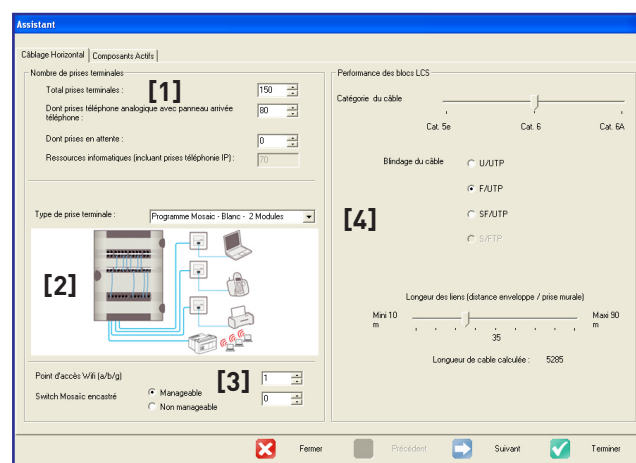 Assistant
Câblage Horizontal
Composants Actifs
Nombre de prises terminales
[1]
Total prises terminales :
150
Dont prises téléphone analogique avec panneau arrivée
téléphone :
80
Dont prises en attente :
0
Ressources informatiques (incluant prises téléphonie IP) :
70
Type de prise terminale :
Programme Mosaic - Blanc - 2 Modules
[2]
Point d'accès Wifi (a/b/g)
1
[3]
Switch Mosaic encastré
Manageable
Non manageable
0
Performance des blocs LCS
Catégorie du câble
Cat. 5e
Cat. 6
Cat. 6A
Blindage du câble
U/UTP
F/UTP
SF/UTP
S/FTP
[4]
Longeur des liens (distance enveloppe / prise murale)
Mini 10
m
Maxi 90
m
35
Longueur de cable calculée :
5285
Fermer
Précédent
Suivant
Terminer